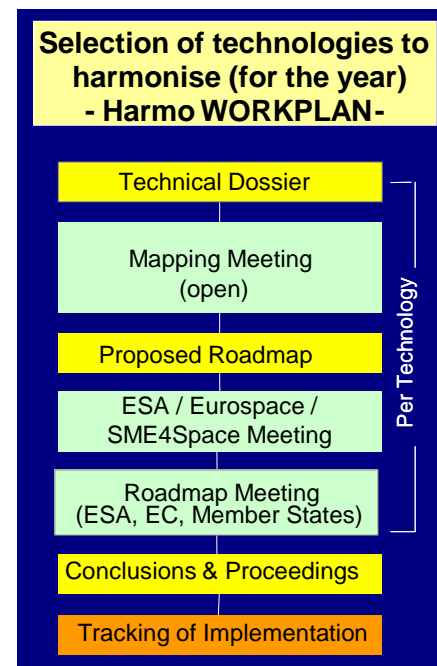 Selection of technologies to
harmonise (for the year)
- Harmo WORKPLAN-
Technical Dossier
Mapping Meeting
(open)
Proposed Roadmap
ESA / Eurospace /
SME4Space Meeting
Roadmap Meeting
(ESA, EC, Member States)
Conclusions & Proceedings
Tracking of Implementation
Per Technology